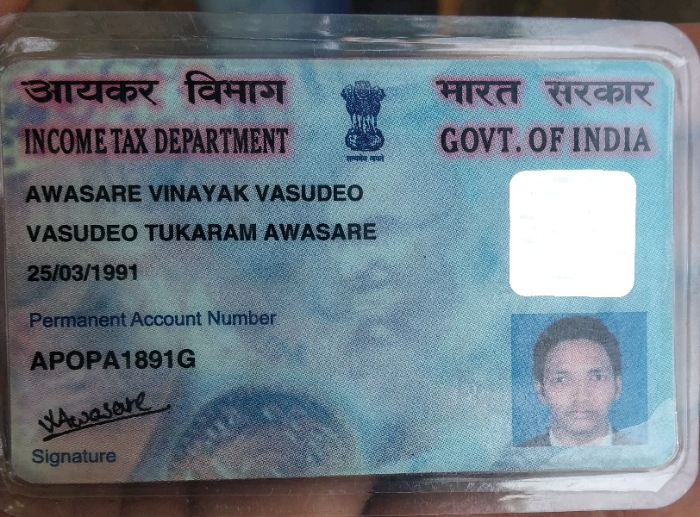 आयकर विभाग
भारत सरकार
INCOME TAX DEPARTMENT
GOVT. OF INDIA
सत्यमेव जयते
AWASARE VINAYAK VASUDEO
VASUDEO TUKARAM AWASARE
25/03/1991
Permanent Account Number
APOPA1891G
VAwasare
Signature